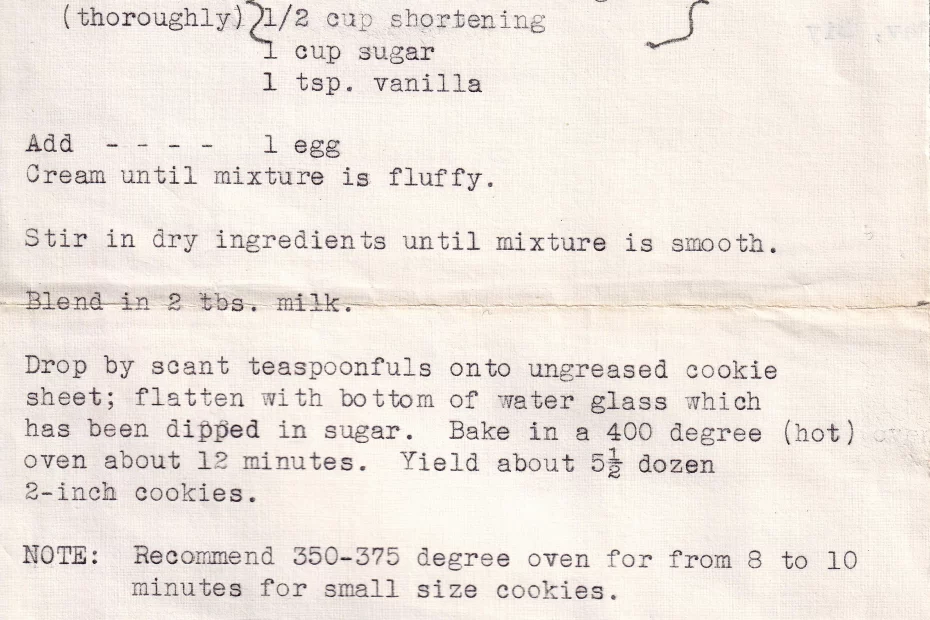 (thoroughly) 1/2 cup shortening
1 cup sugar
1 tsp. vanilla
Add - - - - 1 egg
Cream until mixture is fluffy.
Stir in dry ingredients until mixture is smooth.
Blend in 2 tbs. milk.
Drop by scant teaspoonfuls onto ungreased cookie
sheet; flatten with bottom of water glass which
has been dipped in sugar. Bake in a 400 degree (hot)
oven about 12 minutes. Yield about 5½ dozen
2-inch cookies.
NOTE: Recommend 350-375 degree oven for from 8 to 10
minutes for small size cookies.